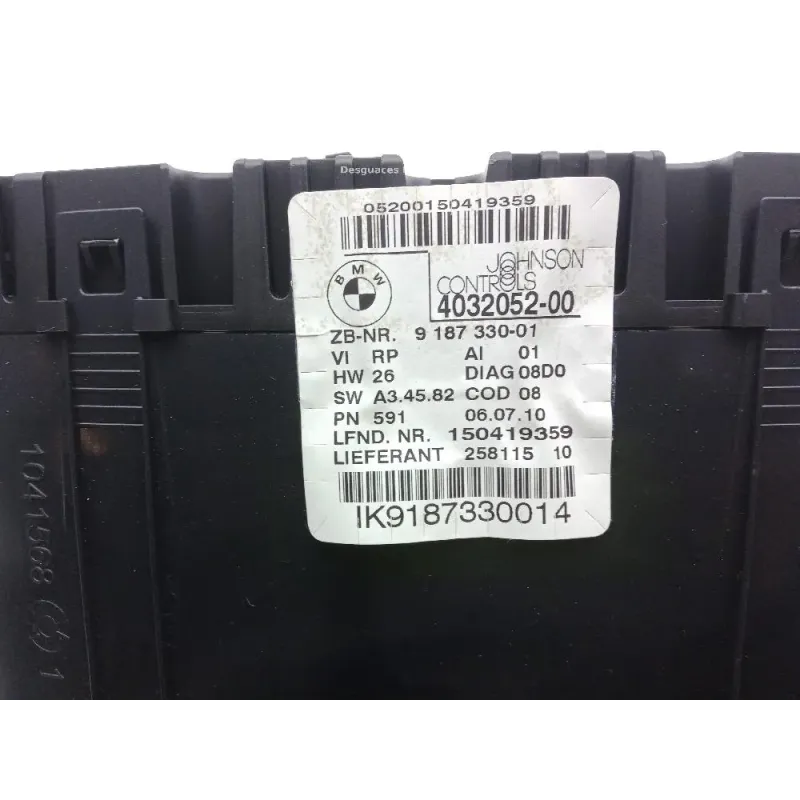 Desguaces
05200150419359
BMW
JOHNSON
CONTROLS
4032052-00
ZB-NR. 9 187 330-01
VI RP AI 01
HW 26 DIAG 08D0
SW A3.45.82 COD 08
PN 591 06.07.10
LFND. NR. 150419359
LIEFERANT 258115 10
IK9187330014
1041568 1